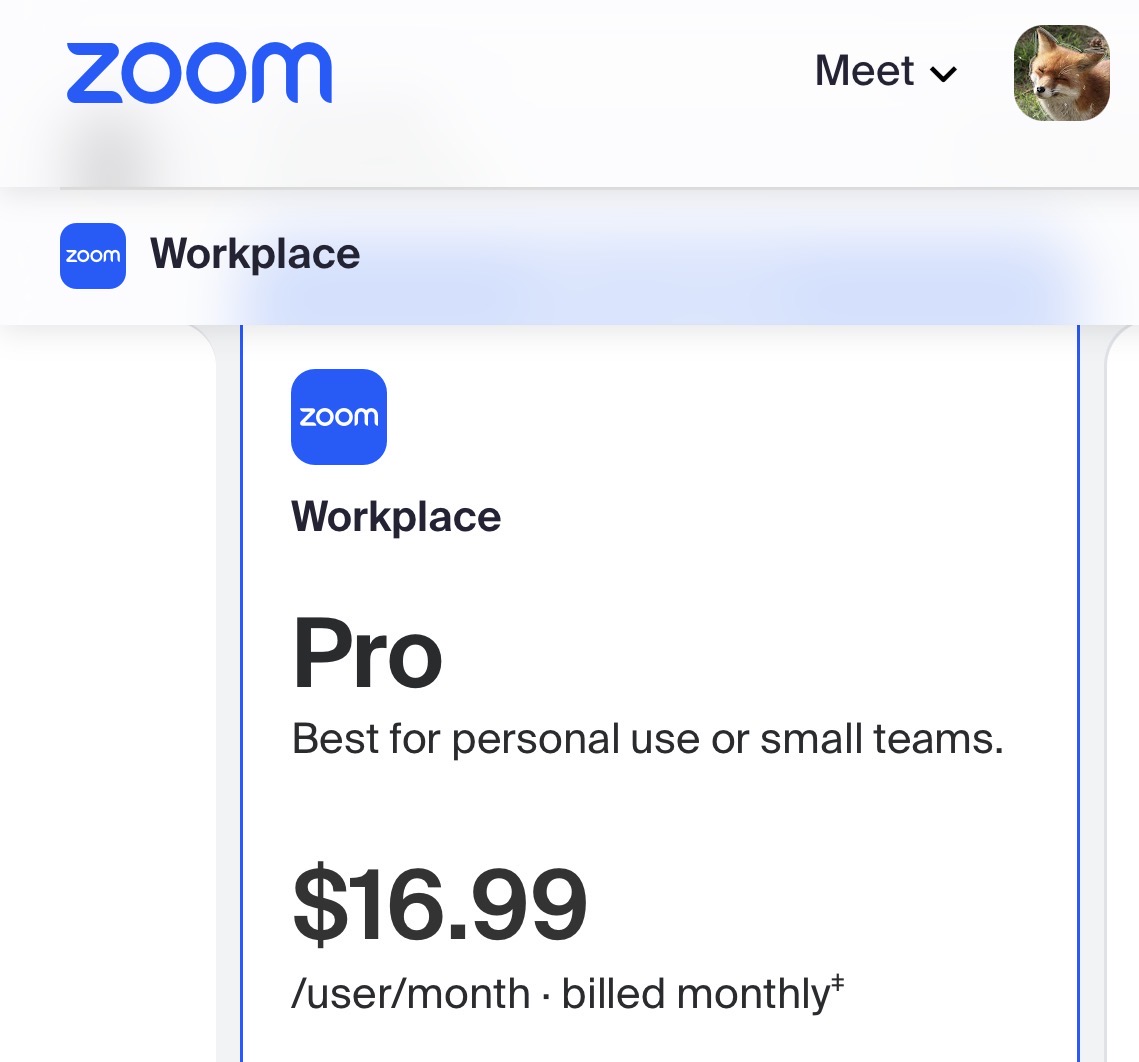 zoom
Meet
zoom Workplace
zoom
Workplace
Pro
Best for personal use or small teams.
$16.99
/user/month · billed monthly‡